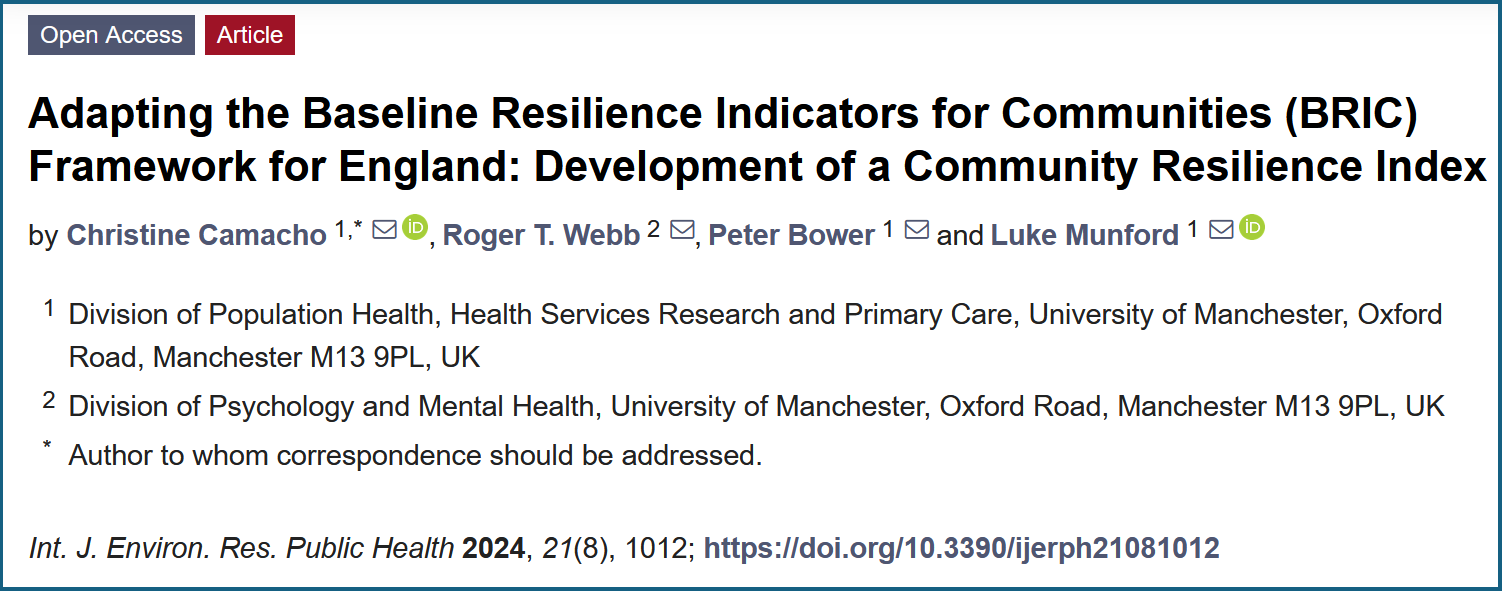 Open Access Article
Adapting the Baseline Resilience Indicators for Communities (BRIC)
Framework for England: Development of a Community Resilience Index
by Christine Camacho 1,* iD, Roger T. Webb 2, Peter Bower 1 and Luke Munford 1 iD
1 Division of Population Health, Health Services Research and Primary Care, University of Manchester, Oxford
Road, Manchester M13 9PL, UK
2 Division of Psychology and Mental Health, University of Manchester, Oxford Road, Manchester M13 9PL, UK
* Author to whom correspondence should be addressed.
Int. J. Environ. Res. Public Health 2024, 21(8), 1012; https://doi.org/10.3390/ijerph21081012